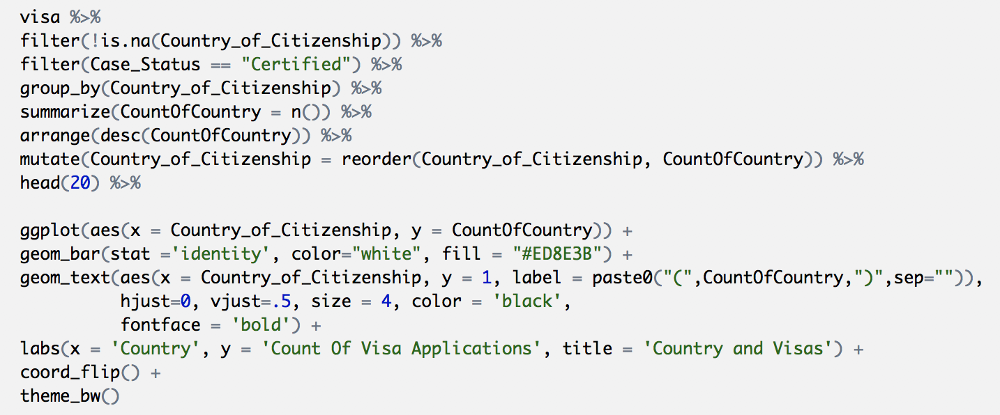 visa %>%
filter(!is.na(Country_of_Citizenship)) %>%
filter(Case_Status == "Certified") %>%
group_by(Country_of_Citizenship) %>%
summarize(CountOfCountry = n()) %>%
arrange(desc(CountOfCountry)) %>%
mutate(Country_of_Citizenship = reorder(Country_of_Citizenship, CountOfCountry)) %>%
head(20) %>%

ggplot(aes(x = Country_of_Citizenship, y = CountOfCountry)) +
geom_bar(stat ='identity', color="white", fill = "#ED8E3B") +
geom_text(aes(x = Country_of_Citizenship, y = 1, label = paste0("(",CountOfCountry,")",sep="")),
          hjust=0, vjust=.5, size = 4, color = 'black',
          fontface = 'bold') +
labs(x = 'Country', y = 'Count Of Visa Applications', title = 'Country and Visas') +
coord_flip() +
theme_bw()